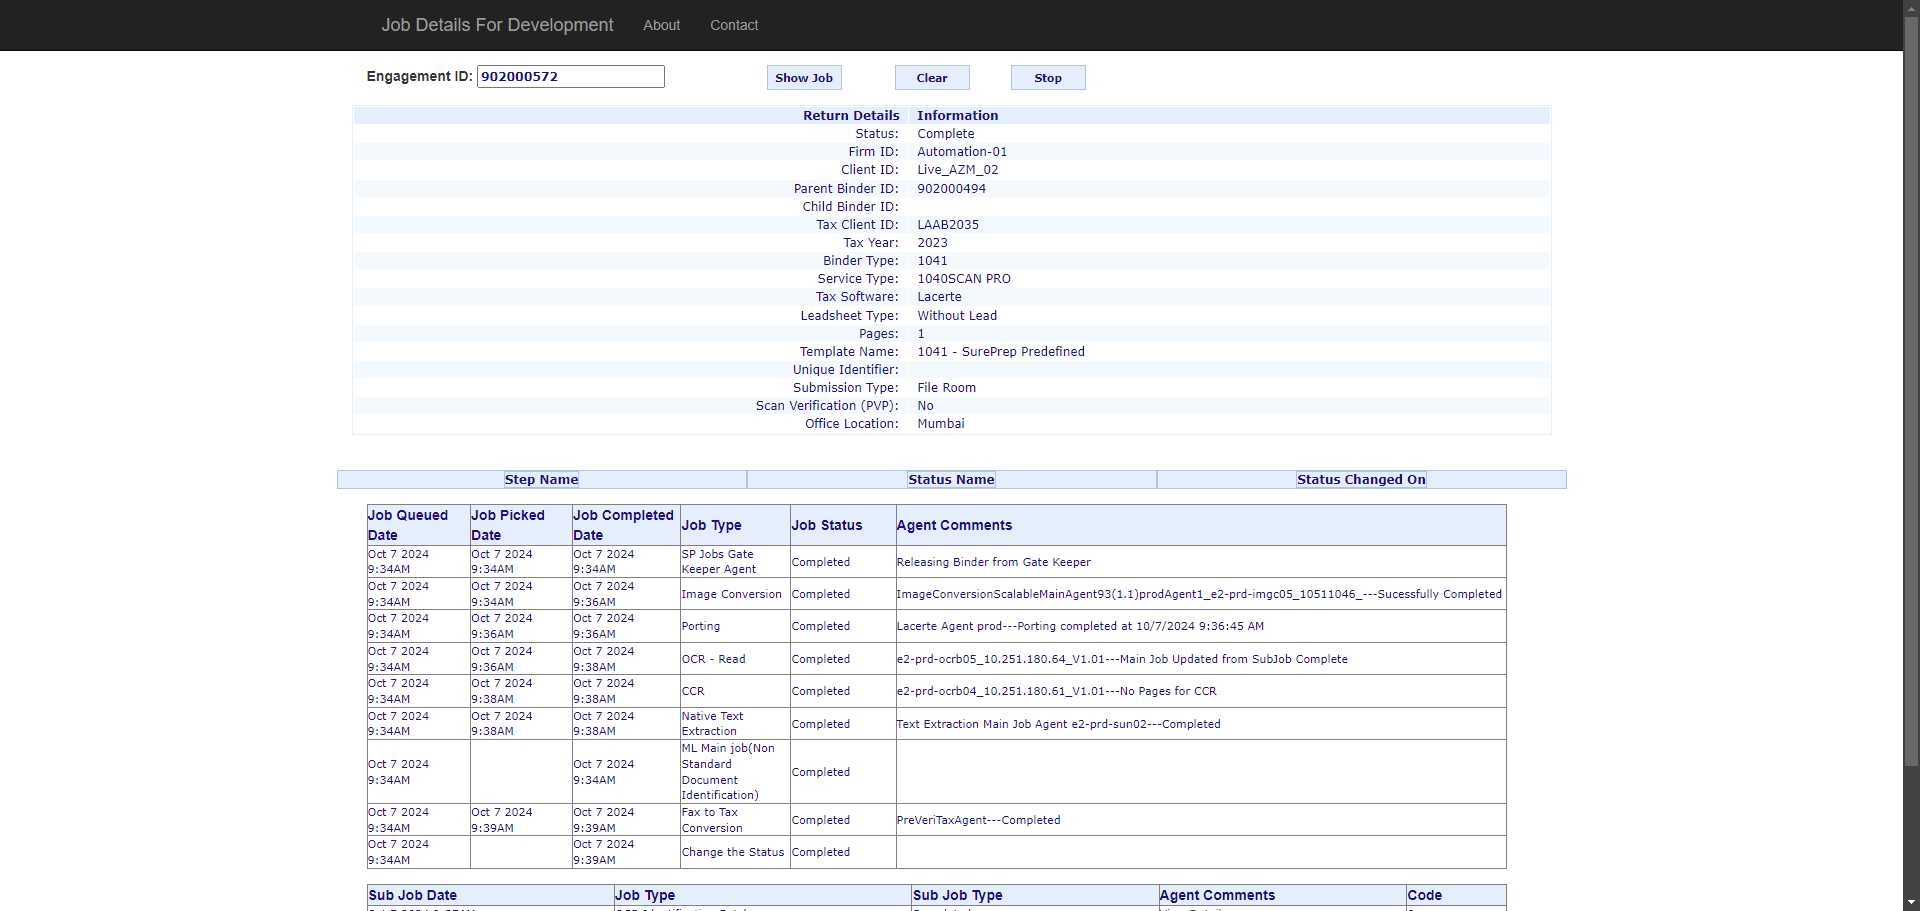 Job Details For Development About Contact
Engagement ID: 902000572 Show Job Clear Stop
Return Details Information
Status: Complete
Firm ID: Automation-01
Client ID: Live_AZM_02
Parent Binder ID: 902000494
Child Binder ID:
Tax Client ID: LAAB2035
Tax Year: 2023
Binder Type: 1041
Service Type: 1040SCAN PRO
Tax Software: Lacerte
Leadsheet Type: Without Lead
Pages: 1
Template Name: 1041 - SurePrep Predefined
Unique Identifier:
Submission Type: File Room
Scan Verification (PVP): No
Office Location: Mumbai
Step Name Status Name Status Changed On
Job Queued Date Job Picked Date Job Completed Date Job Type Job Status Agent Comments
Oct 7 2024 9:34AM Oct 7 2024 9:34AM Oct 7 2024 9:34AM SP Jobs Gate Keeper Agent Completed Releasing Binder from Gate Keeper
Oct 7 2024 9:34AM Oct 7 2024 9:34AM Oct 7 2024 9:36AM Image Conversion Completed ImageConversionScalableMainAgent93(1.1)prodAgent1_e2-prd-imgc05_10511046_---Sucessfully Completed
Oct 7 2024 9:34AM Oct 7 2024 9:36AM Oct 7 2024 9:36AM Porting Completed Lacerte Agent prod---Porting completed at 10/7/2024 9:36:45 AM
Oct 7 2024 9:34AM Oct 7 2024 9:36AM Oct 7 2024 9:38AM OCR - Read Completed e2-prd-ocrb05_10.251.180.64_V1.01---Main Job Updated from SubJob Complete
Oct 7 2024 9:34AM Oct 7 2024 9:38AM Oct 7 2024 9:38AM CCR Completed e2-prd-ocrb04_10.251.180.61_V1.01---No Pages for CCR
Oct 7 2024 9:34AM Oct 7 2024 9:38AM Oct 7 2024 9:38AM Native Text Extraction Completed Text Extraction Main Job Agent e2-prd-sun02---Completed
Oct 7 2024 9:34AM Oct 7 2024 9:34AM ML Main job(Non Standard Document Identification) Completed
Oct 7 2024 9:34AM Oct 7 2024 9:39AM Oct 7 2024 9:39AM Fax to Tax Conversion Completed PreVeriTaxAgent---Completed
Oct 7 2024 9:34AM Oct 7 2024 9:39AM Change the Status Completed
Sub Job Date Job Type Sub Job Type Agent Comments Code